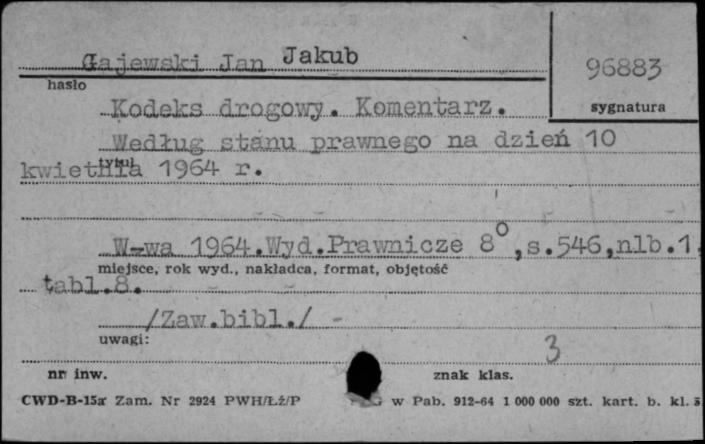 Gajewski Jan Jakub
96883
hasło
sygnatura
Kodeks drogowy. Komentarz.
Według stanu prawnego na dzień 10
tytuł
kwietnia 1964 r.
W-wa 1964.Wyd.Prawnicze 8°,s.546,nlb.1,
miejsce, rok wyd., nakładca, format, objętość
tabl.8.
/Zaw.bibl./ -
uwagi:
3
nr inw.
znak klas.
CWD-B-15a Zam. Nr 2924 PWH/Łż/P
w Pab. 912-64 1 000 000 szt. kart. b. kl. 3